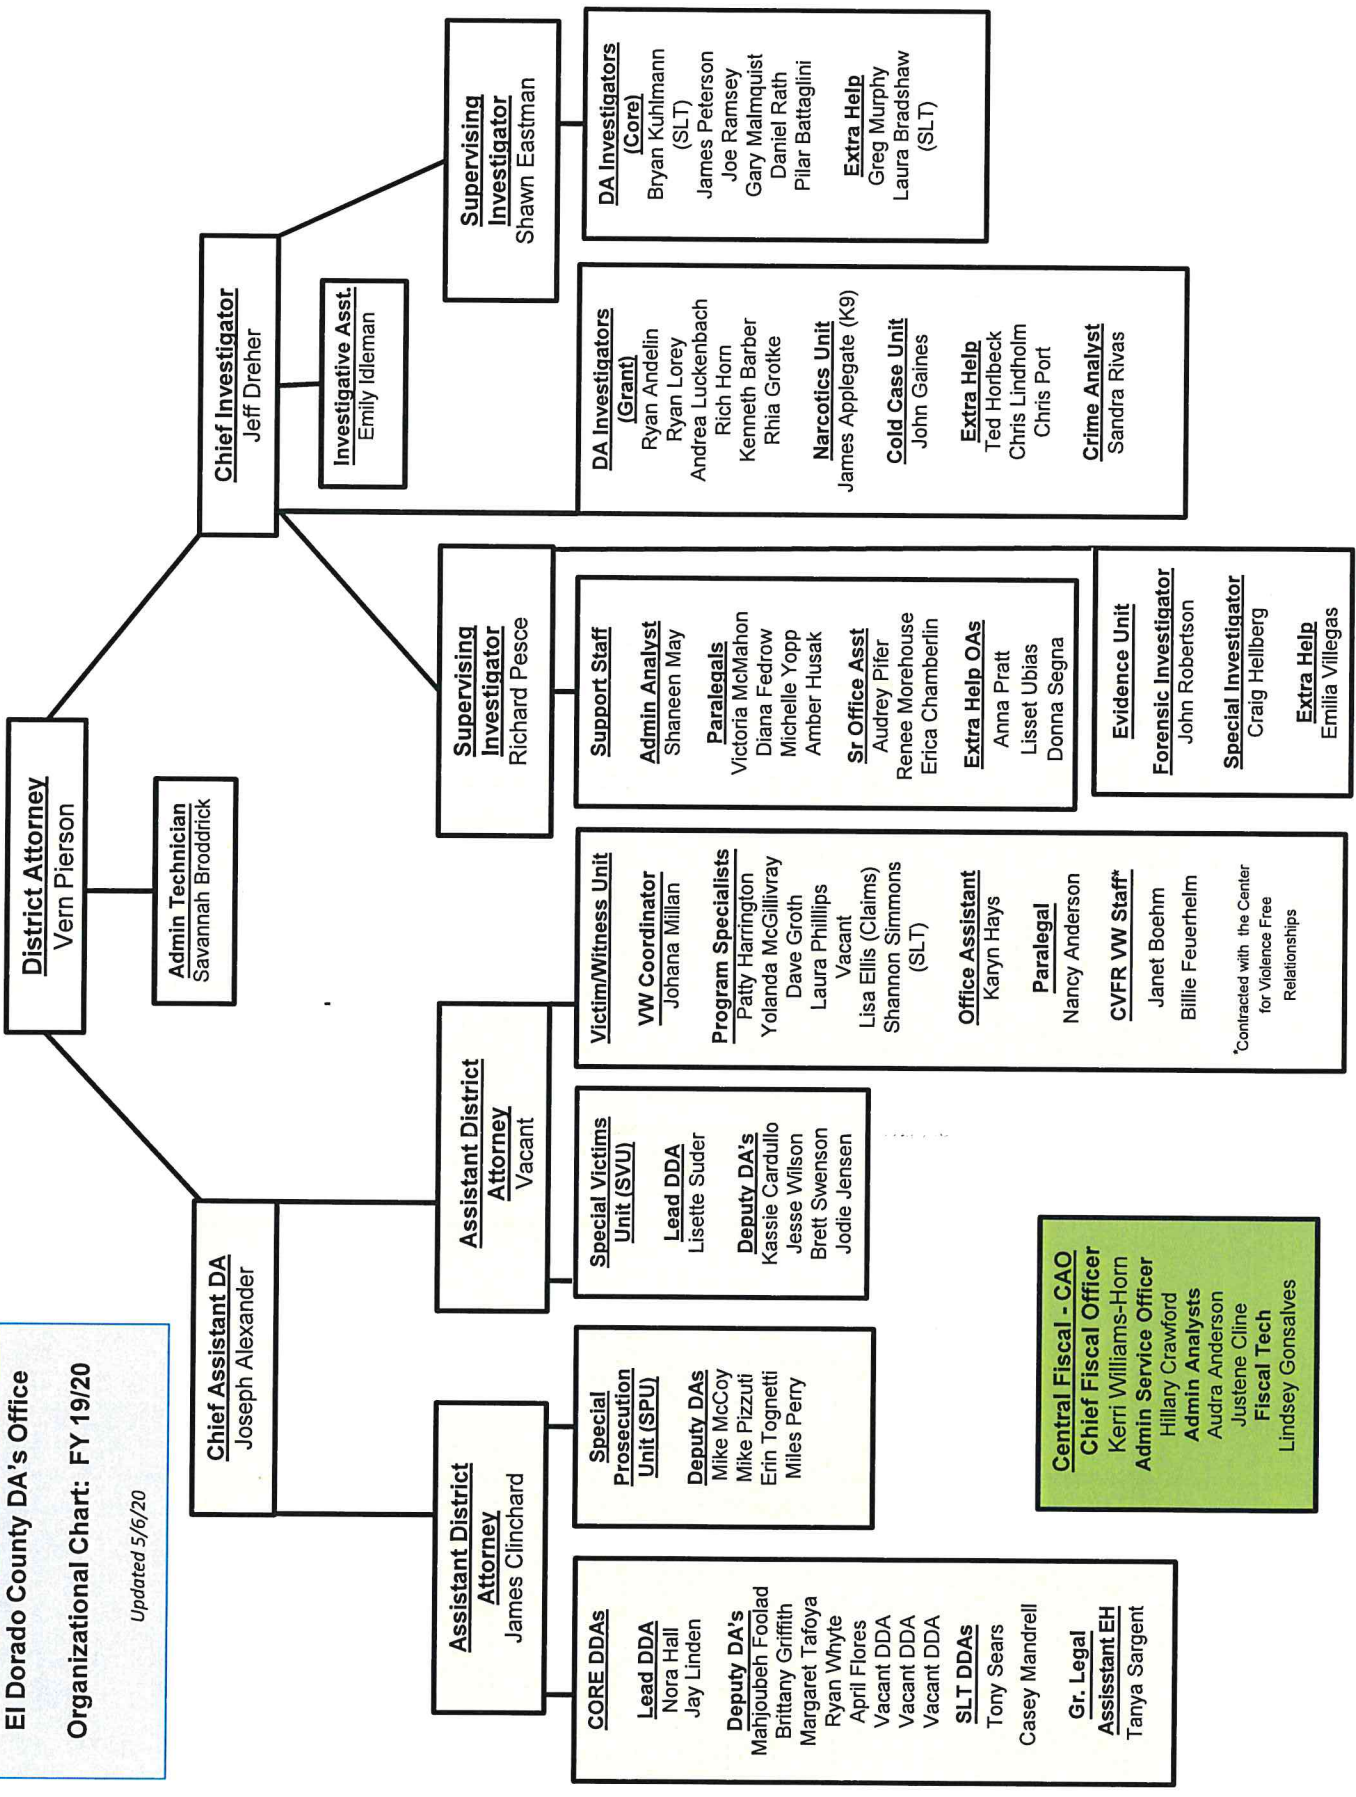 El Dorado County DA's Office
Organizational Chart: FY 19/20
Updated 5/6/20
District Attorney
Vern Pierson
Admin Technician
Savannah Broddrick
Chief Assistant DA
Joseph Alexander
Chief Investigator
Jeff Dreher
Investigative Asst.
Emily Idleman
Assistant District
Attorney
James Clinchard
Assistant District
Attorney
Vacant
Supervising
Investigator
Richard Pesce
Supervising
Investigator
Shawn Eastman
CORE DDAs
Lead DDA
Nora Hall
Jay Linden
Deputy DA's
Mahjoubeh Foolad
Brittany Griffith
Margaret Tafoya
Ryan Whyte
April Flores
Vacant DDA
Vacant DDA
Vacant DDA
SLT DDAs
Tony Sears
Casey Mandrell
Gr. Legal
Assisstant EH
Tanya Sargent
Special
Prosecution
Unit (SPU)
Deputy DAs
Mike McCoy
Mike Pizzuti
Erin Tognetti
Miles Perry
Special Victims
Unit (SVU)
Lead DDA
Lisette Suder
Deputy DA's
Kassie Cardullo
Jesse Wilson
Brett Swenson
Jodie Jensen
Victim/Witness Unit
VW Coordinator
Johana Millan
Program Specialists
Patty Harrington
Yolanda McGillivray
Dave Groth
Laura Philllips
Vacant
Lisa Ellis (Claims)
Shannon Simmons
(SLT)
Office Assistant
Karyn Hays
Paralegal
Nancy Anderson
CVFR VW Staff*
Janet Boehm
Billie Feuerhelm
*Contracted with the Center
for Violence Free
Relationships
Support Staff
Admin Analyst
Shaneen May
Paralegals
Victoria McMahon
Diana Fedrow
Michelle Yopp
Amber Husak
Sr Office Asst
Audrey Pifer
Renee Morehouse
Erica Chamberlin
Extra Help OAs
Anna Pratt
Lisset Ubias
Donna Segna
Evidence Unit
Forensic Investigator
John Robertson
Special Investigator
Craig Hellberg
Extra Help
Emilia Villegas
DA Investigators
(Grant)
Ryan Andelin
Ryan Lorey
Andrea Luckenbach
Rich Horn
Kenneth Barber
Rhia Grotke
Narcotics Unit
James Applegate (K9)
Cold Case Unit
John Gaines
Extra Help
Ted Horlbeck
Chris Lindholm
Chris Port
Crime Analyst
Sandra Rivas
DA Investigators
(Core)
Bryan Kuhlmann
(SLT)
James Peterson
Joe Ramsey
Gary Malmquist
Daniel Rath
Pilar Battaglini
Extra Help
Greg Murphy
Laura Bradshaw
(SLT)
Central Fiscal - CAO
Chief Fiscal Officer
Kerri Williams-Horn
Admin Service Officer
Hillary Crawford
Admin Analysts
Audra Anderson
Justene Cline
Fiscal Tech
Lindsey Gonsalves